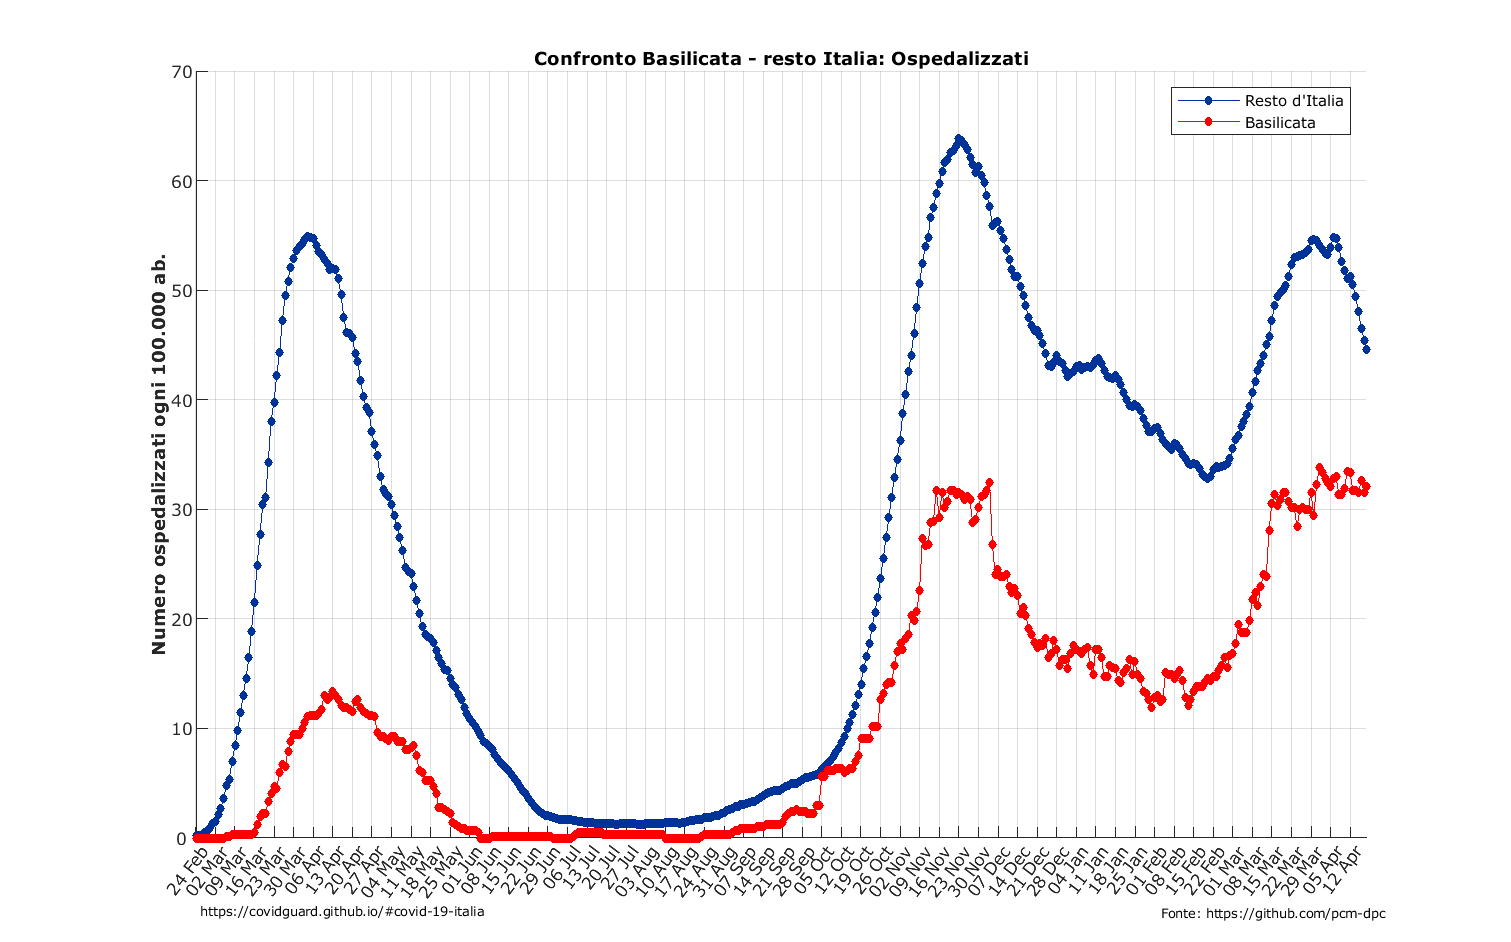 Confronto Basilicata - resto Italia: Ospedalizzati
Resto d'Italia
Basilicata
Numero ospedalizzati ogni 100.000 ab.
70
60
50
40
30
20
10
0
24 Feb
02 Mar
09 Mar
16 Mar
23 Mar
30 Mar
06 Apr
13 Apr
20 Apr
27 Apr
04 May
11 May
18 May
25 May
01 Jun
08 Jun
15 Jun
22 Jun
29 Jun
06 Jul
13 Jul
20 Jul
27 Jul
03 Aug
10 Aug
17 Aug
24 Aug
31 Aug
07 Sep
14 Sep
21 Sep
28 Sep
05 Oct
12 Oct
19 Oct
26 Oct
02 Nov
09 Nov
16 Nov
23 Nov
30 Nov
07 Dec
14 Dec
21 Dec
28 Dec
04 Jan
11 Jan
18 Jan
25 Jan
01 Feb
08 Feb
15 Feb
22 Feb
01 Mar
08 Mar
15 Mar
22 Mar
29 Mar
05 Apr
12 Apr
https://covidguard.github.io/#covid-19-italia
Fonte: https://github.com/pcm-dpc